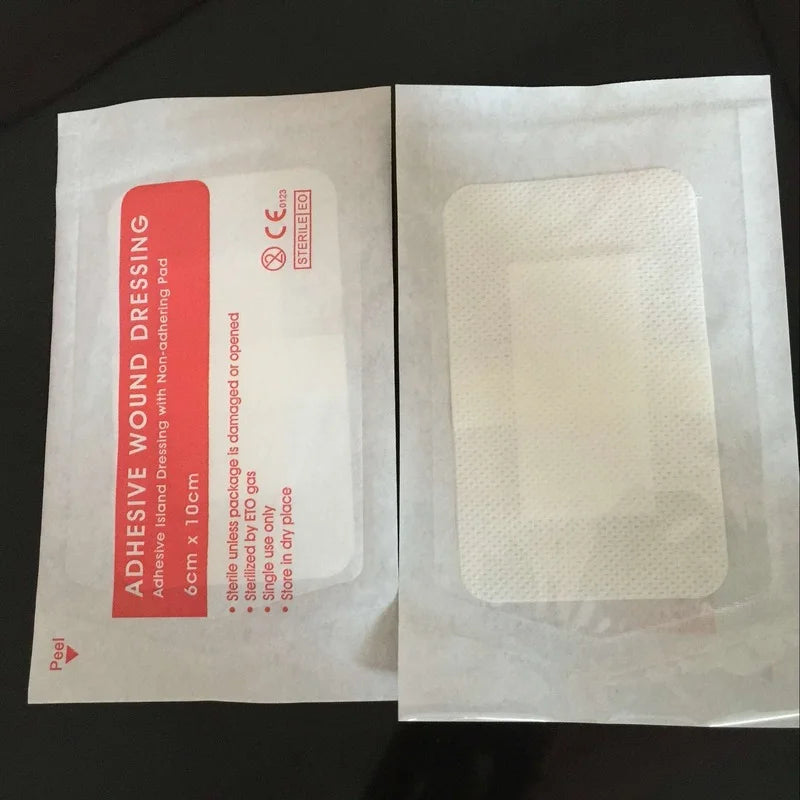 ADHESIVE WOUND DRESSING
Adhesive Island Dressing with Non-adhering Pad
6cm x 10cm
• Sterile unless package is damaged or opened
• Sterilized by ETO gas
• Single use only
• Store in dry place
2 CE 0123
STERILE EO
Peel